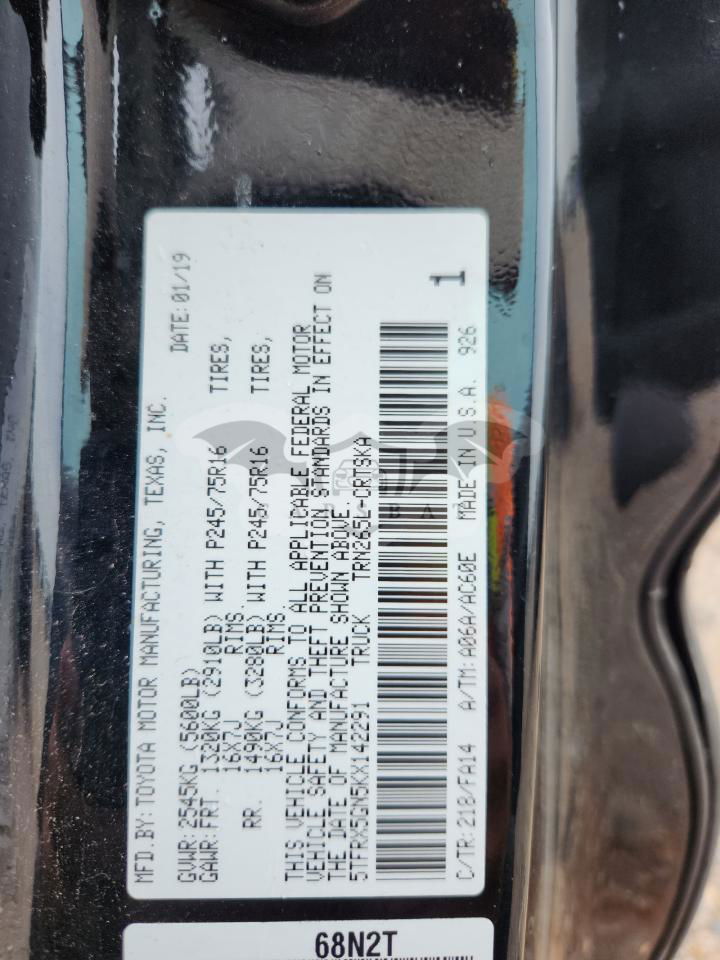 MFD.BY: TOYOTA MOTOR MANUFACTURING, TEXAS, INC. DATE: 01/19
GVWR: 2545KG (5600LB)
GAWR: FRT. 1320KG (2910LB) WITH P245/75R16 TIRES,
16X7J RIMS.
RR. 1490KG (3280LB) WITH P245/75R16 TIRES,
16X7J RIMS.
THIS VEHICLE CONFORMS TO ALL APPLICABLE FEDERAL MOTOR
VEHICLE SAFETY AND THEFT PREVENTION STANDARDS IN EFFECT ON
THE DATE OF MANUFACTURE SHOWN ABOVE.
5TFRX5GN5KX142291 TRUCK TRN265L-CRTSKA
C/TR: 218/FA14 A/TM: A06A/AC60E MADE IN U.S.A. 926
1
68N2T